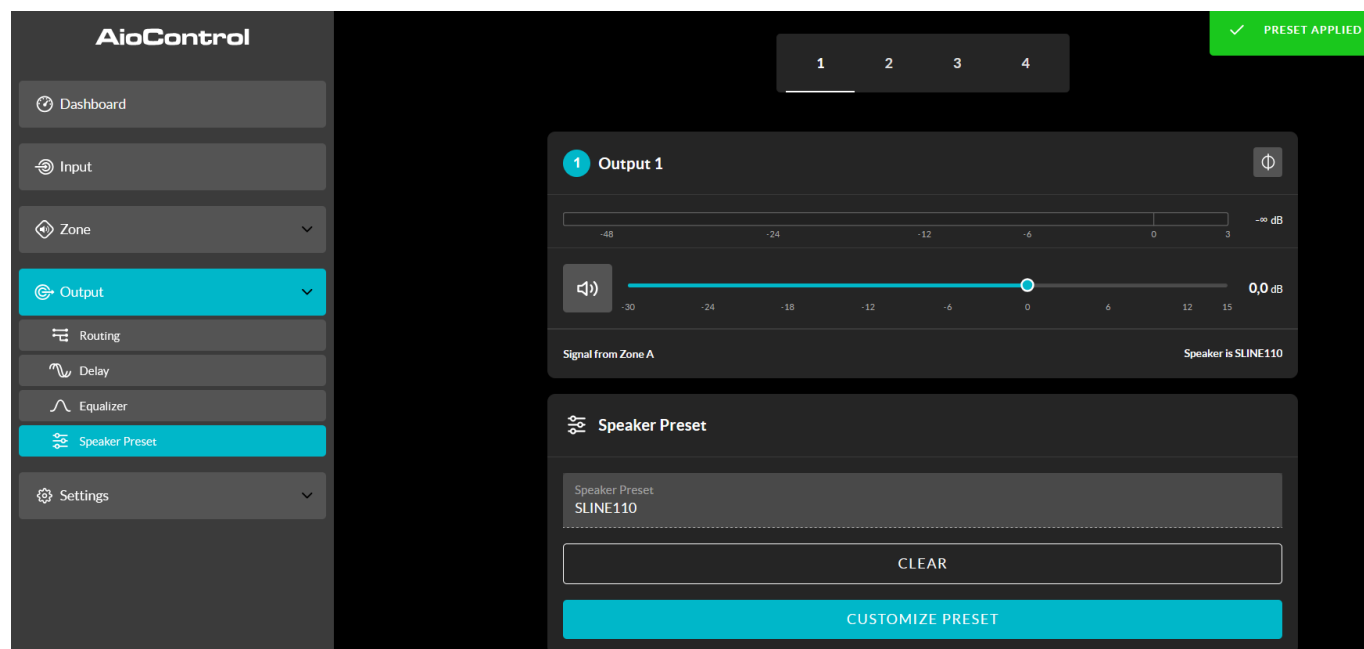 AioControl
PRESET APPLIED
Dashboard
Input
Zone
Output
Routing
Delay
Equalizer
Speaker Preset
Settings
1 2 3 4
1 Output 1
-∞ dB
-48 -24 -12 -6 0 3
0,0 dB
-30 -24 -18 -12 -6 0 6 12 15
Signal from Zone A Speaker is SLINE110
Speaker Preset
Speaker Preset
SLINE110
CLEAR
CUSTOMIZE PRESET